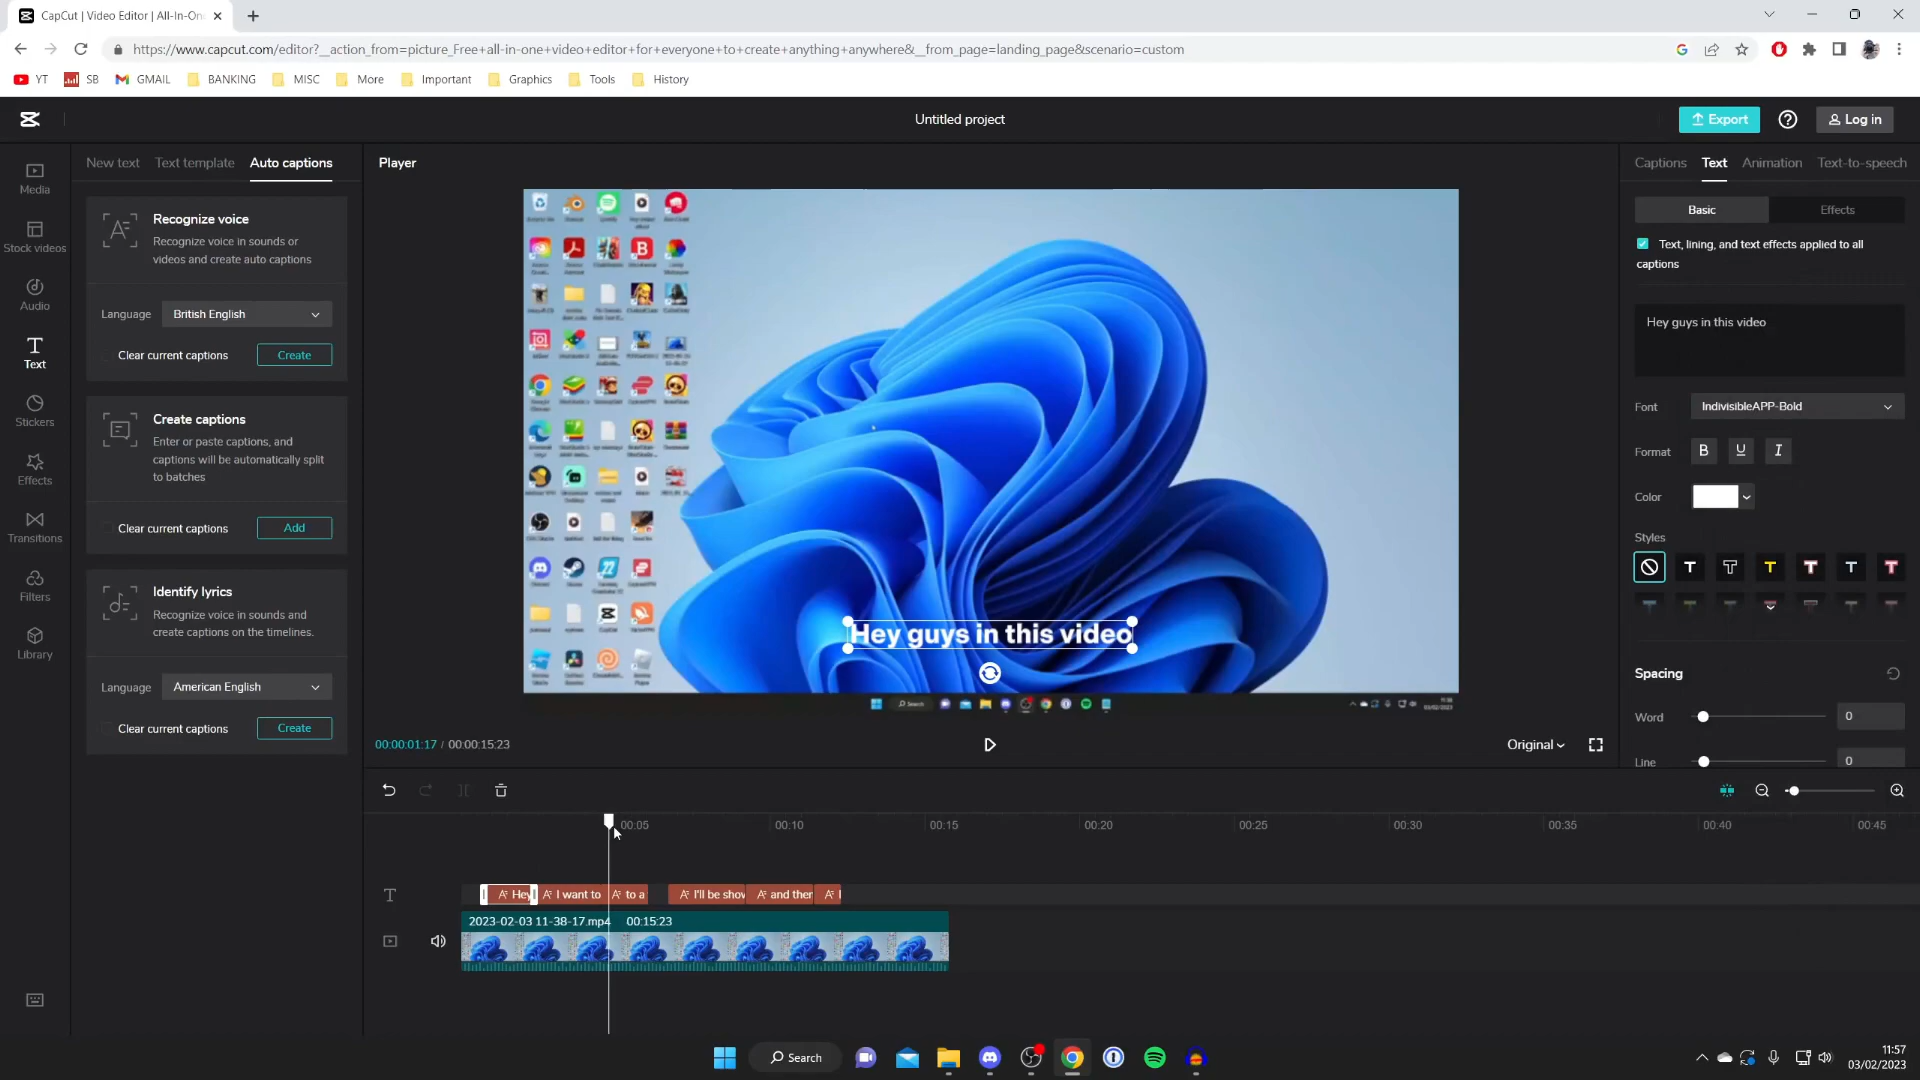 CapCut | Video Editor | All-In-On
https://www.capcut.com/editor?__action_from=picture_Free+all-in-one+video+editor+for+everyone+to+create+anything+anywhere&__from_page=landing_page&scenario=custom
YT SB GMAIL BANKING MISC More Important Graphics Tools History
Untitled project
Export
Log in
Media
Stock videos
Audio
Text
Stickers
Effects
Transitions
Filters
Library
New text Text template Auto captions
Recognize voice
Recognize voice in sounds or
videos and create auto captions
Language British English
Clear current captions Create
Create captions
Enter or paste captions, and
captions will be automatically split
to batches
Clear current captions Add
Identify lyrics
Recognize voice in sounds and
create captions on the timelines.
Language American English
Clear current captions Create
Player
Hey guys in this video
Search
00:00:01:17 / 00:00:15:23
Original
Captions Text Animation Text-to-speech
Basic Effects
Text, lining, and text effects applied to all
captions
Hey guys in this video
Font IndivisibleAPP-Bold
Format B U I
Color
Styles
Spacing
Word 0
Line 0
00:05 00:10 00:15 00:20 00:25 00:30 00:35 00:40 00:45
Hey I want to to a I'll be shov and then
2023-02-03 11-38-17.mp4 00:15:23
Search
11:57
03/02/2023